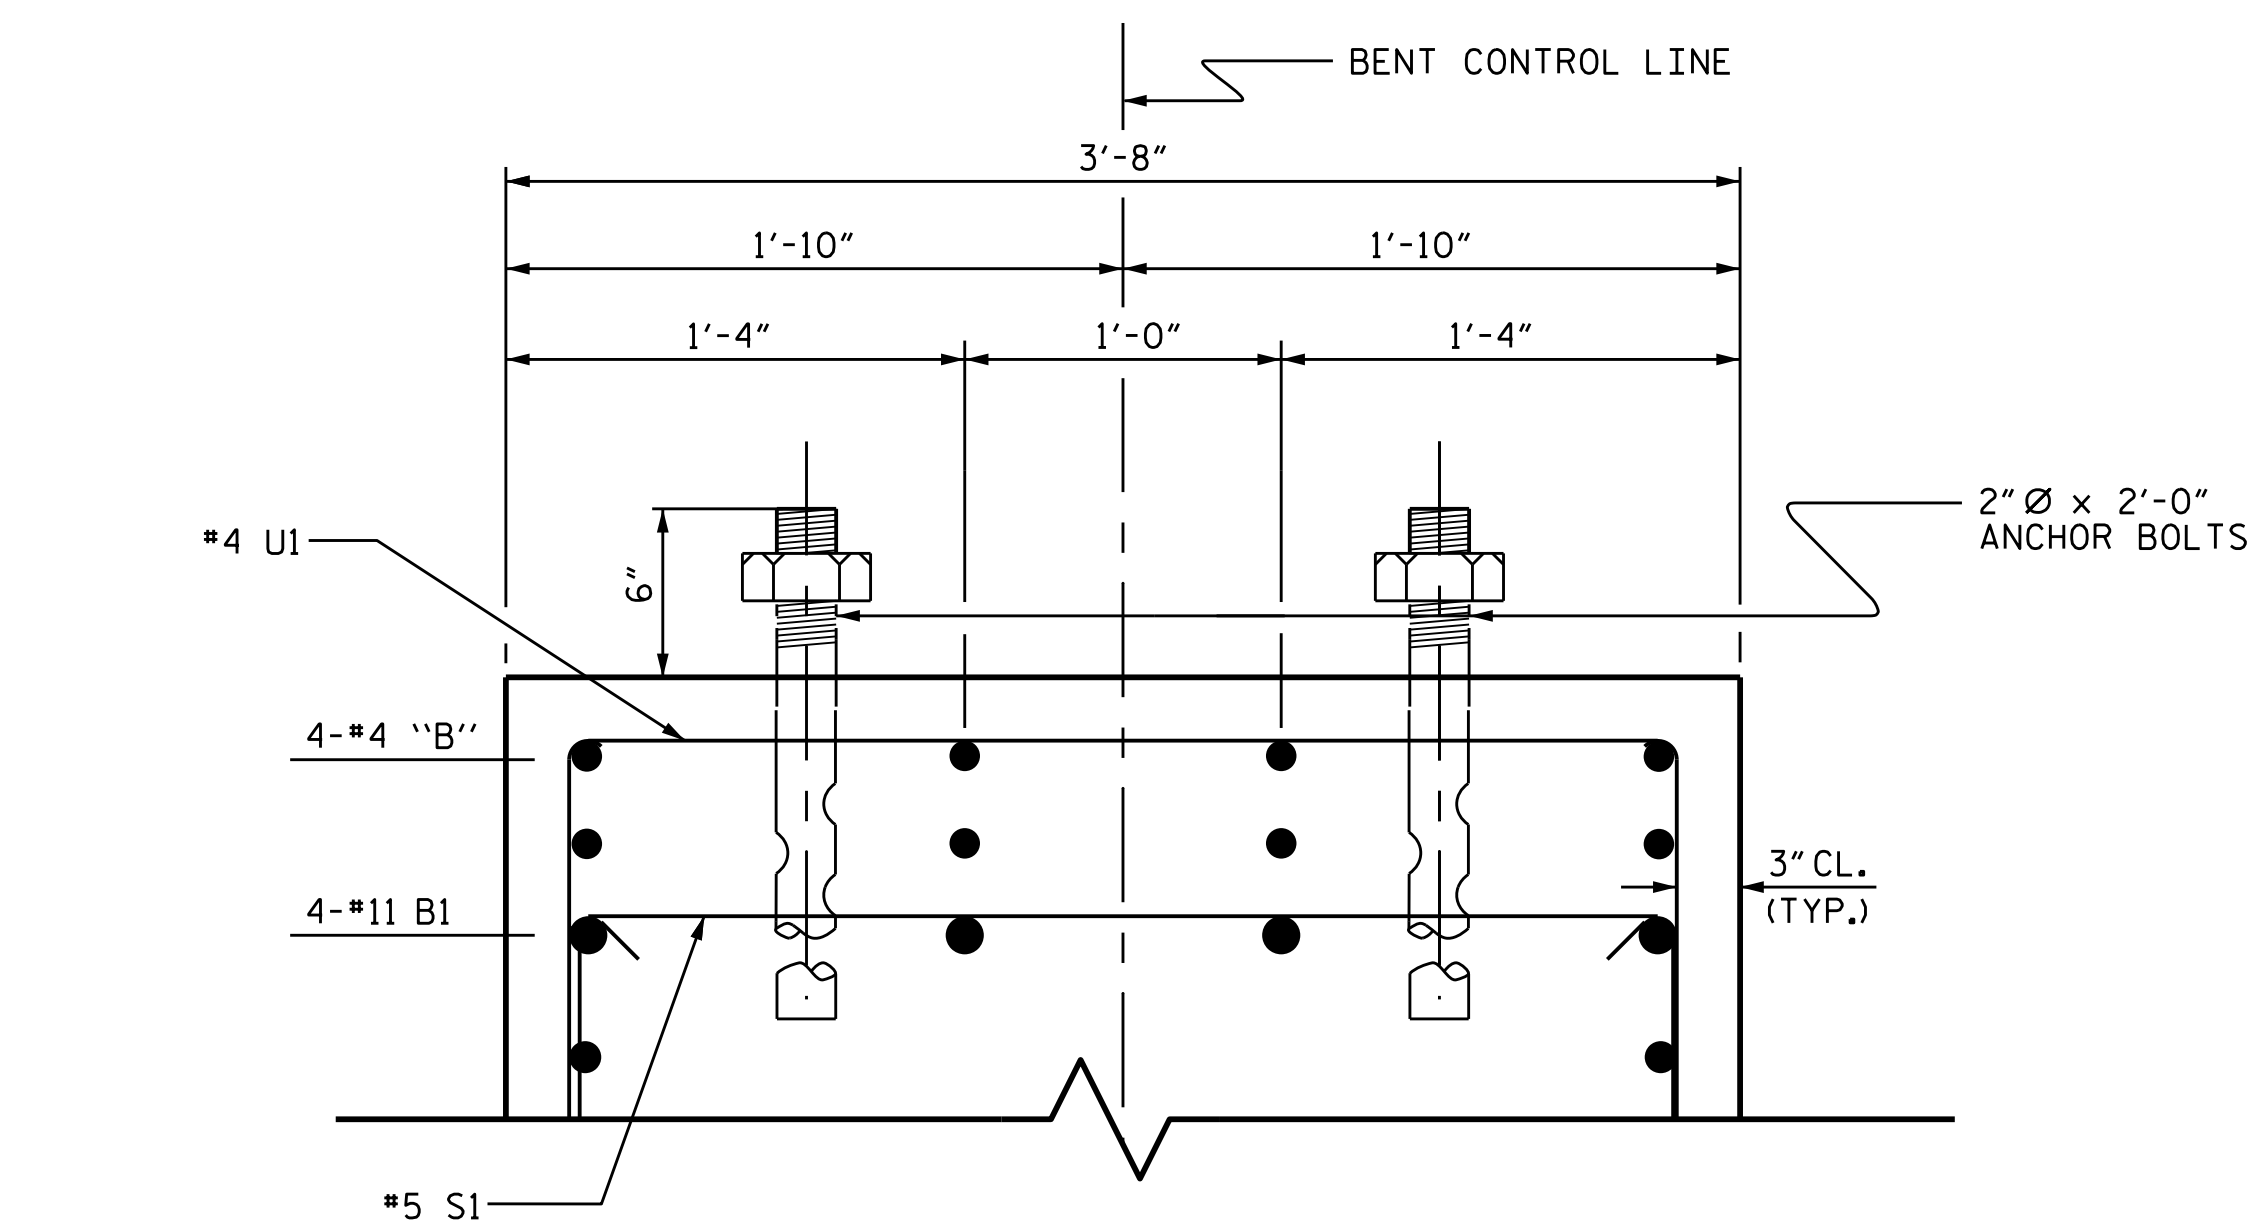 BENT CONTROL LINE
3'-8"
1'-10" 1'-10"
1'-4" 1'-0" 1'-4"
2"Ø x 2'-0"
ANCHOR BOLTS
#4 U1
6"
4-#4 ''B''
3"CL.
(TYP.)
4-#11 B1
#5 S1